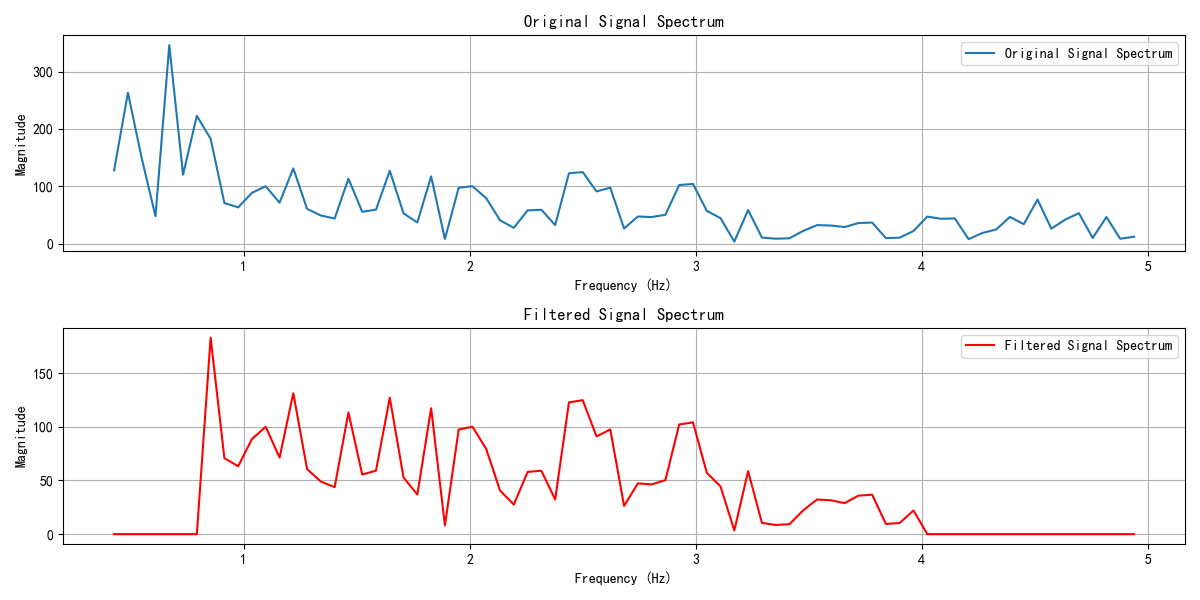 Original Signal Spectrum
Original Signal Spectrum
Magnitude
300
200
100
0
1 2 3 4 5
Frequency (Hz)
Filtered Signal Spectrum
Filtered Signal Spectrum
Magnitude
150
100
50
0
1 2 3 4 5
Frequency (Hz)